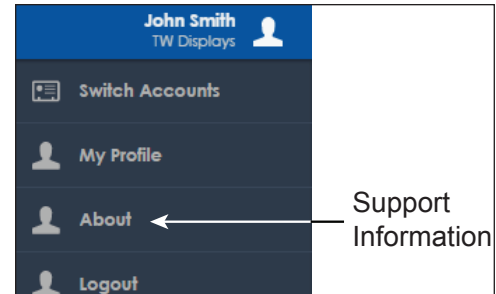 John Smith
TW Displays
Switch Accounts
My Profile
About
Support
Information
Logout